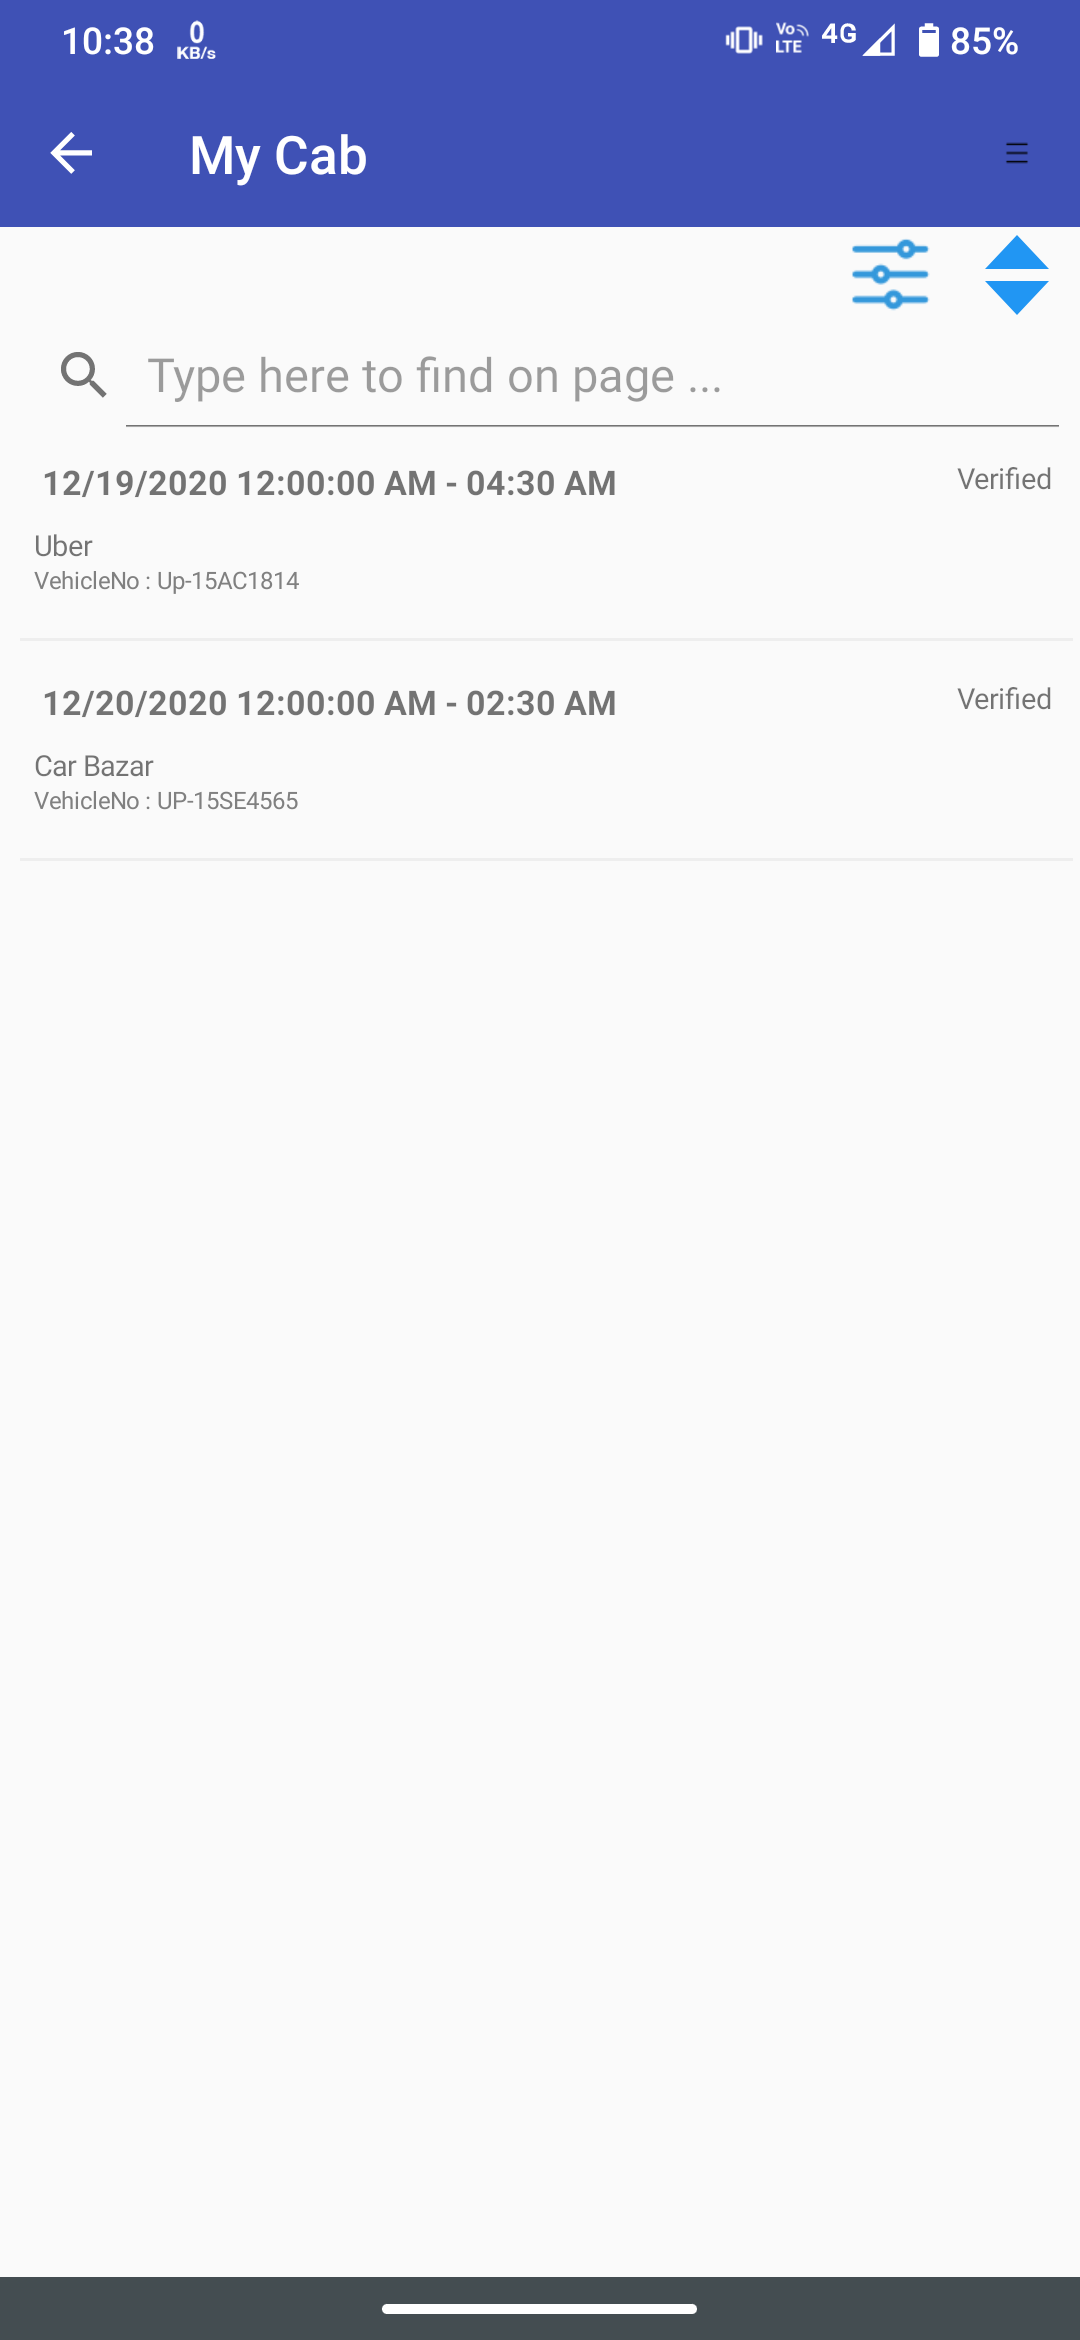 10:38 0 KB/s Vo LTE 4G 85%
My Cab
Type here to find on page ...
12/19/2020 12:00:00 AM - 04:30 AM Verified
Uber
VehicleNo : Up-15AC1814
12/20/2020 12:00:00 AM - 02:30 AM Verified
Car Bazar
VehicleNo : UP-15SE4565